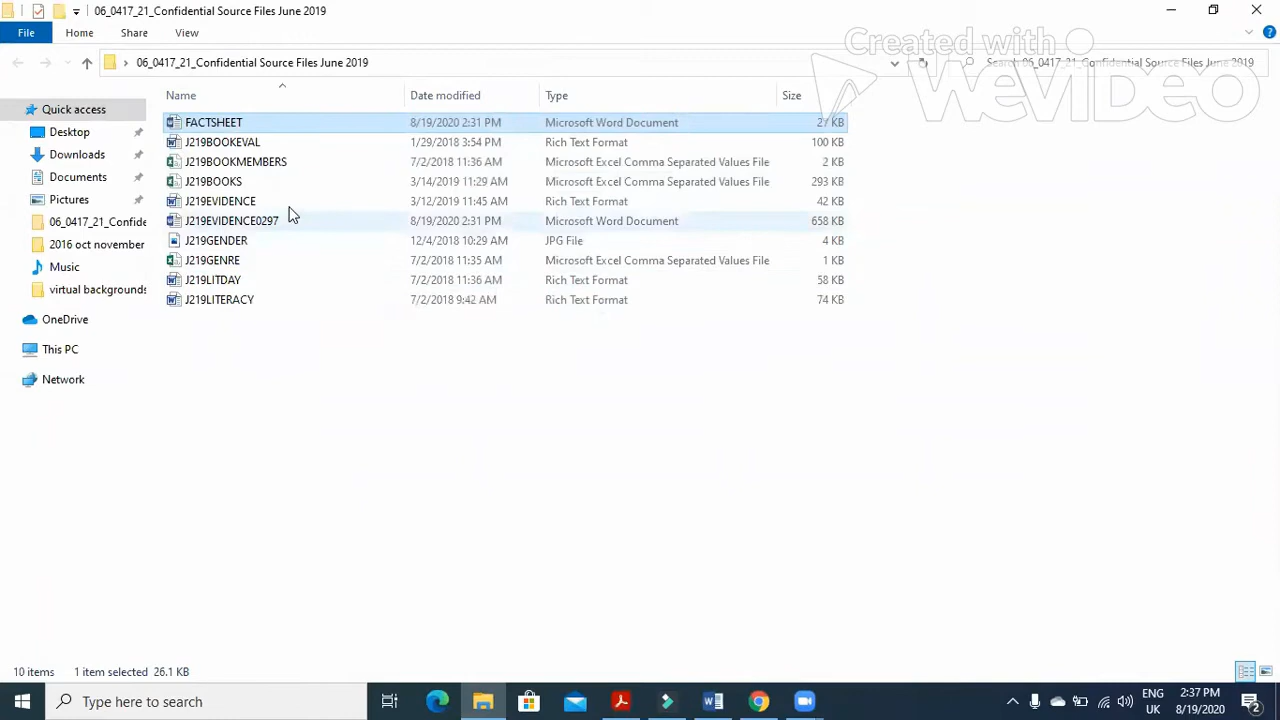 06_0417_21_Confidential Source Files June 2019
File Home Share View
06_0417_21_Confidential Source Files June 2019
Search 06_0417_21_Confidential Source Files June 2019
Created with
WeVideo
Name Date modified Type Size
Quick access
Desktop
Downloads
Documents
Pictures
06_0417_21_Confide
2016 oct november
Music
virtual backgrounds
OneDrive
This PC
Network
FACTSHEET 8/19/2020 2:31 PM Microsoft Word Document 27 KB
J219BOOKEVAL 1/29/2018 3:54 PM Rich Text Format 100 KB
J219BOOKMEMBERS 7/2/2018 11:36 AM Microsoft Excel Comma Separated Values File 2 KB
J219BOOKS 3/14/2019 11:29 AM Microsoft Excel Comma Separated Values File 293 KB
J219EVIDENCE 3/12/2019 11:45 AM Rich Text Format 42 KB
J219EVIDENCE0297 8/19/2020 2:31 PM Microsoft Word Document 658 KB
J219GENDER 12/4/2018 10:29 AM JPG File 4 KB
J219GENRE 7/2/2018 11:35 AM Microsoft Excel Comma Separated Values File 1 KB
J219LITDAY 7/2/2018 11:36 AM Rich Text Format 58 KB
J219LITERACY 7/2/2018 9:42 AM Rich Text Format 74 KB
10 items 1 item selected 26.1 KB
Type here to search
ENG
UK
2:37 PM
8/19/2020
2